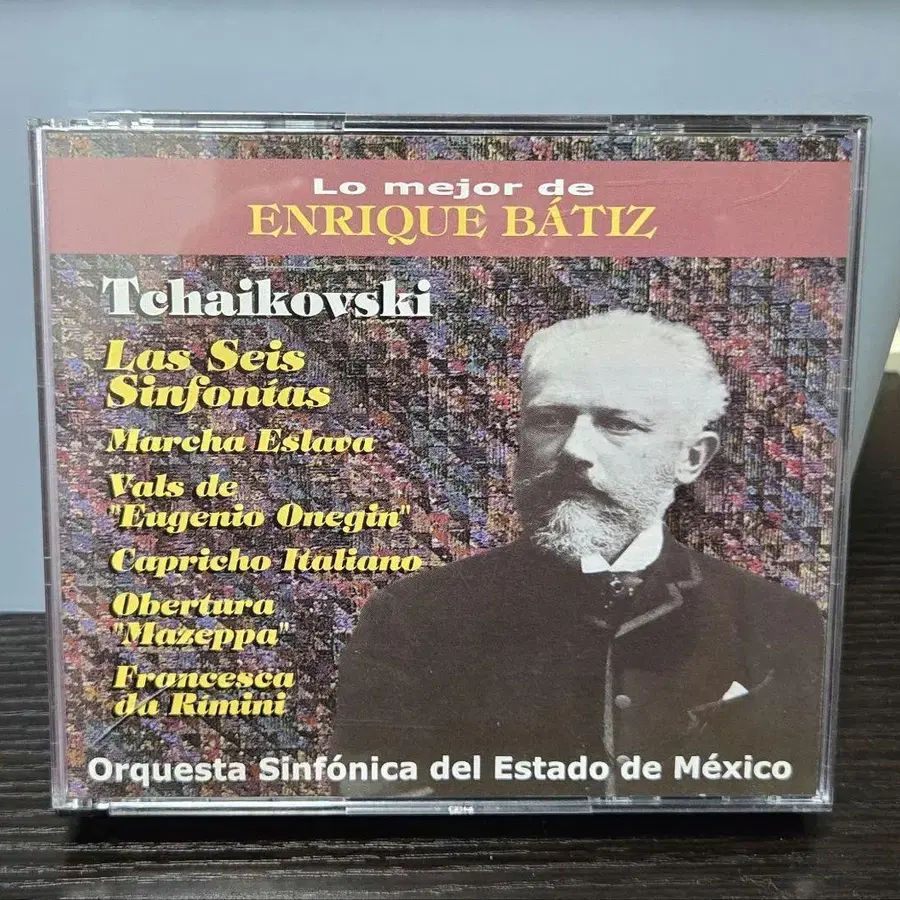 Lo mejor de
ENRIQUE BÁTIZ
Tchaikovski
Las Seis
Sinfonías
Marcha Eslava
Vals de
"Eugenio Onegin"
Capricho Italiano
Obertura
"Mazeppa"
Francesca
da Rimini
Orquesta Sinfónica del Estado de México